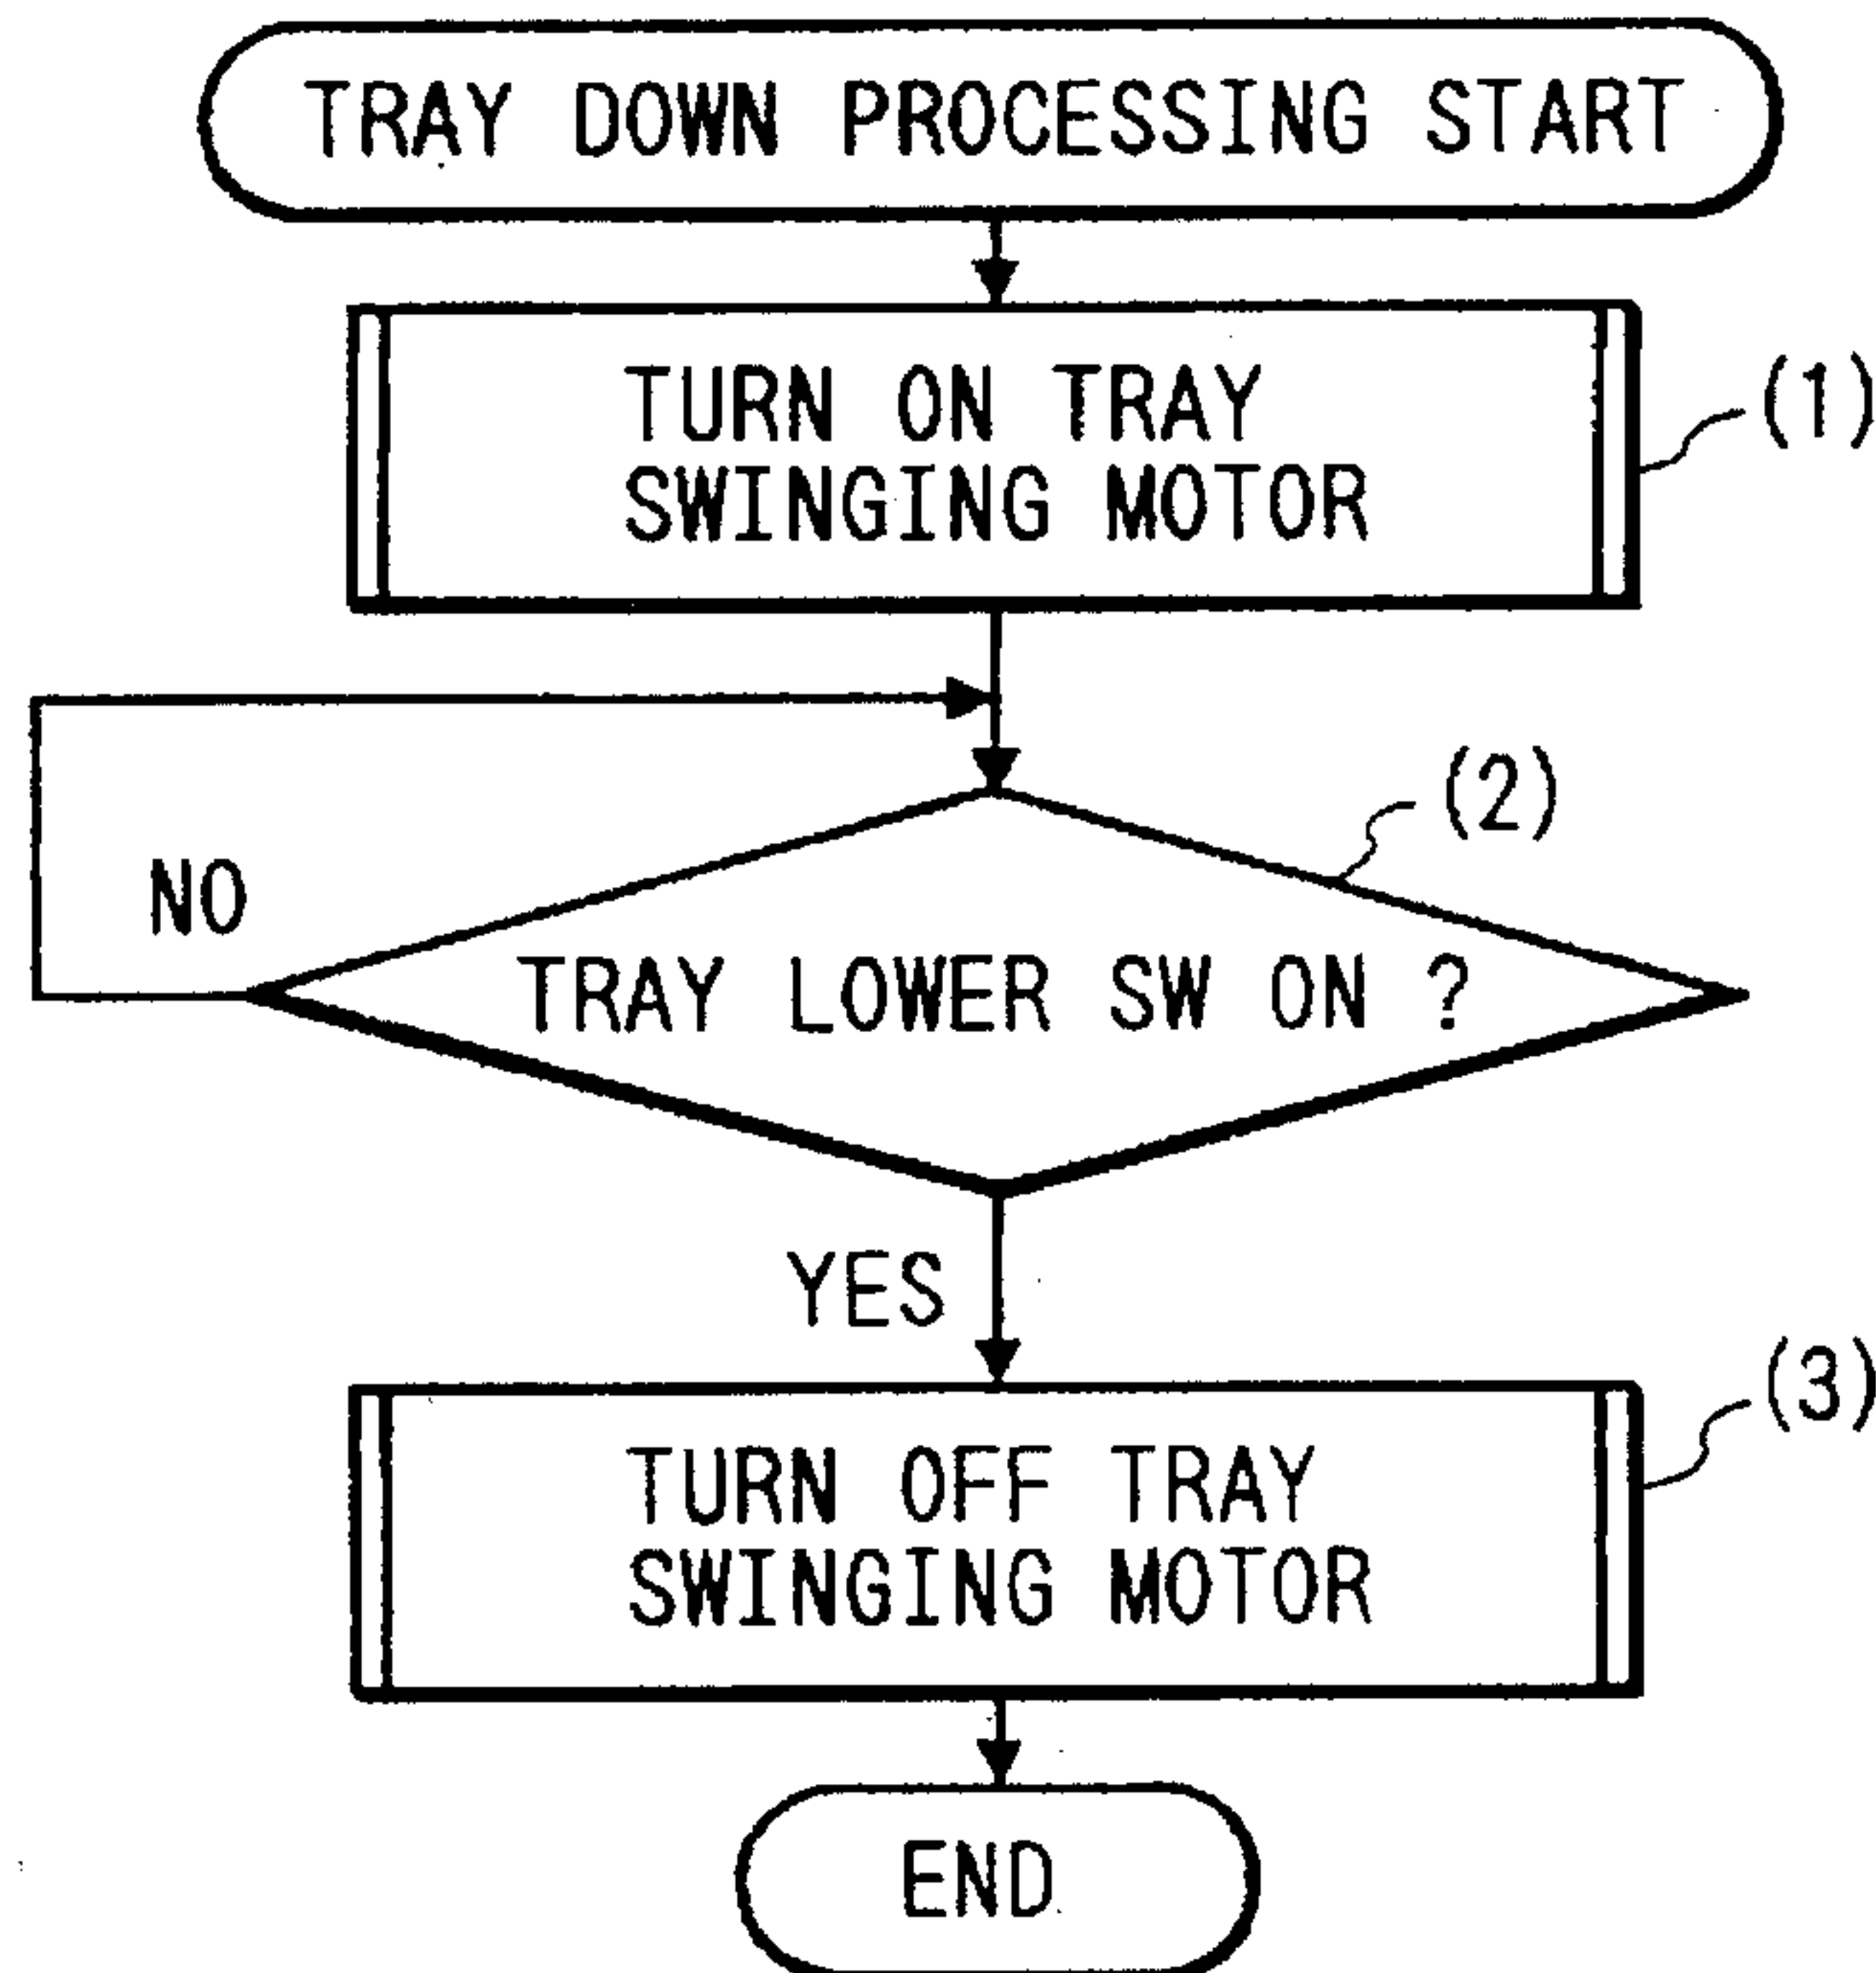 TRAY DOWN PROCESSING START
TURN ON TRAY
SWINGING MOTOR
(1)
(2)
NO
TRAY LOWER SW ON ?
YES
(3)
TURN OFF TRAY
SWINGING MOTOR
END